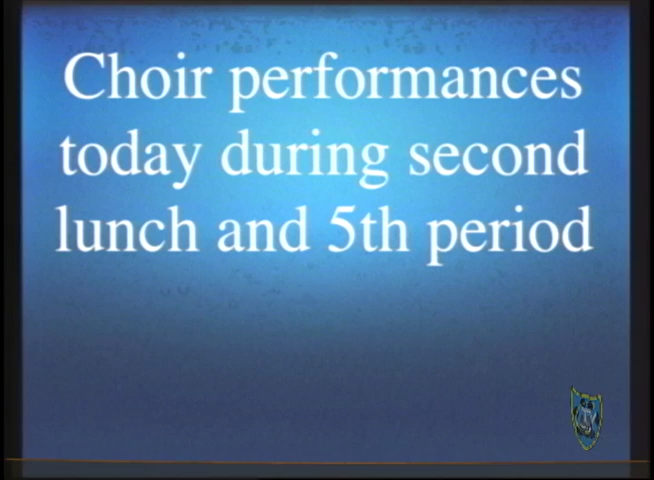 Choir performances
today during second
lunch and 5th period